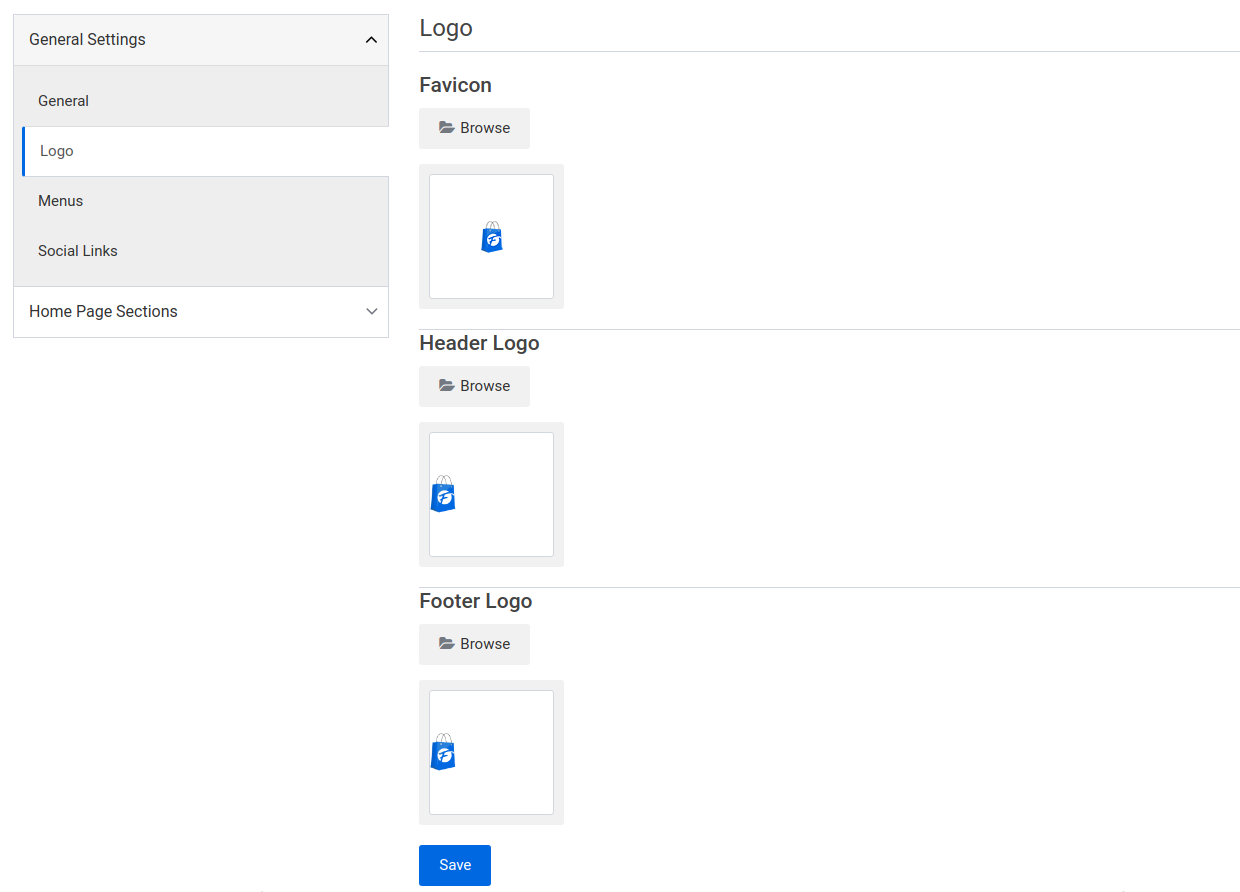 General Settings
General
Logo
Menus
Social Links
Home Page Sections
Logo
Favicon
Browse
F
Header Logo
Browse
F
Footer Logo
Browse
F
Save